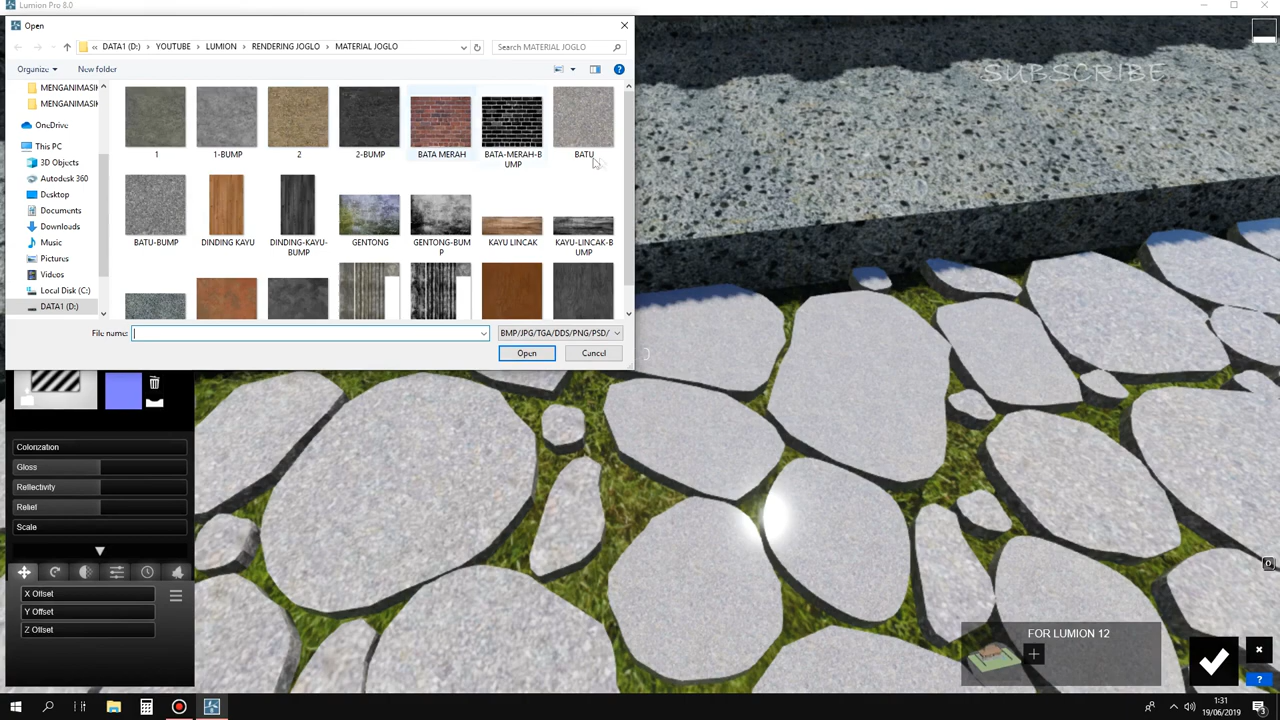 Lumion Pro 8.0
Open
« DATA1 (D:) > YOUTUBE > LUMION > RENDERING JOGLO > MATERIAL JOGLO
Search MATERIAL JOGLO
Organize
New folder
MENGANIMASIK
MENGANIMASIK
OneDrive
This PC
3D Objects
Autodesk 360
Desktop
Documents
Downloads
Music
Pictures
Videos
Local Disk (C:)
DATA1 (D:)
1
1-BUMP
2
2-BUMP
BATA MERAH
BATA-MERAH-B
UMP
BATU
BATU-BUMP
DINDING KAYU
DINDING-KAYU-
BUMP
GENTONG
GENTONG-BUM
P
KAYU LINCAK
KAYU-LINCAK-B
UMP
File name:
BMP/JPG/TGA/DDS/PNG/PSD/
Open
Cancel
SUBSCRIBE
Colorization
Gloss
Reflectivity
Relief
Scale
X Offset
Y Offset
Z Offset
FOR LUMION 12
1:31
19/06/2019
3